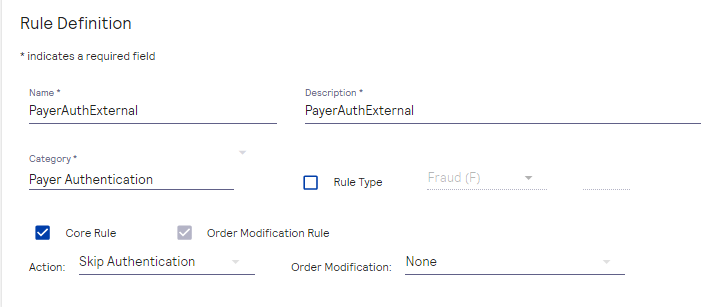 Rule Definition
* indicates a required field
Name *
Description *
PayerAuthExternal
PayerAuthExternal
Category *
Payer Authentication
Rule Type
Fraud (F)
Core Rule
Order Modification Rule
Action:
Skip Authentication
Order Modification:
None